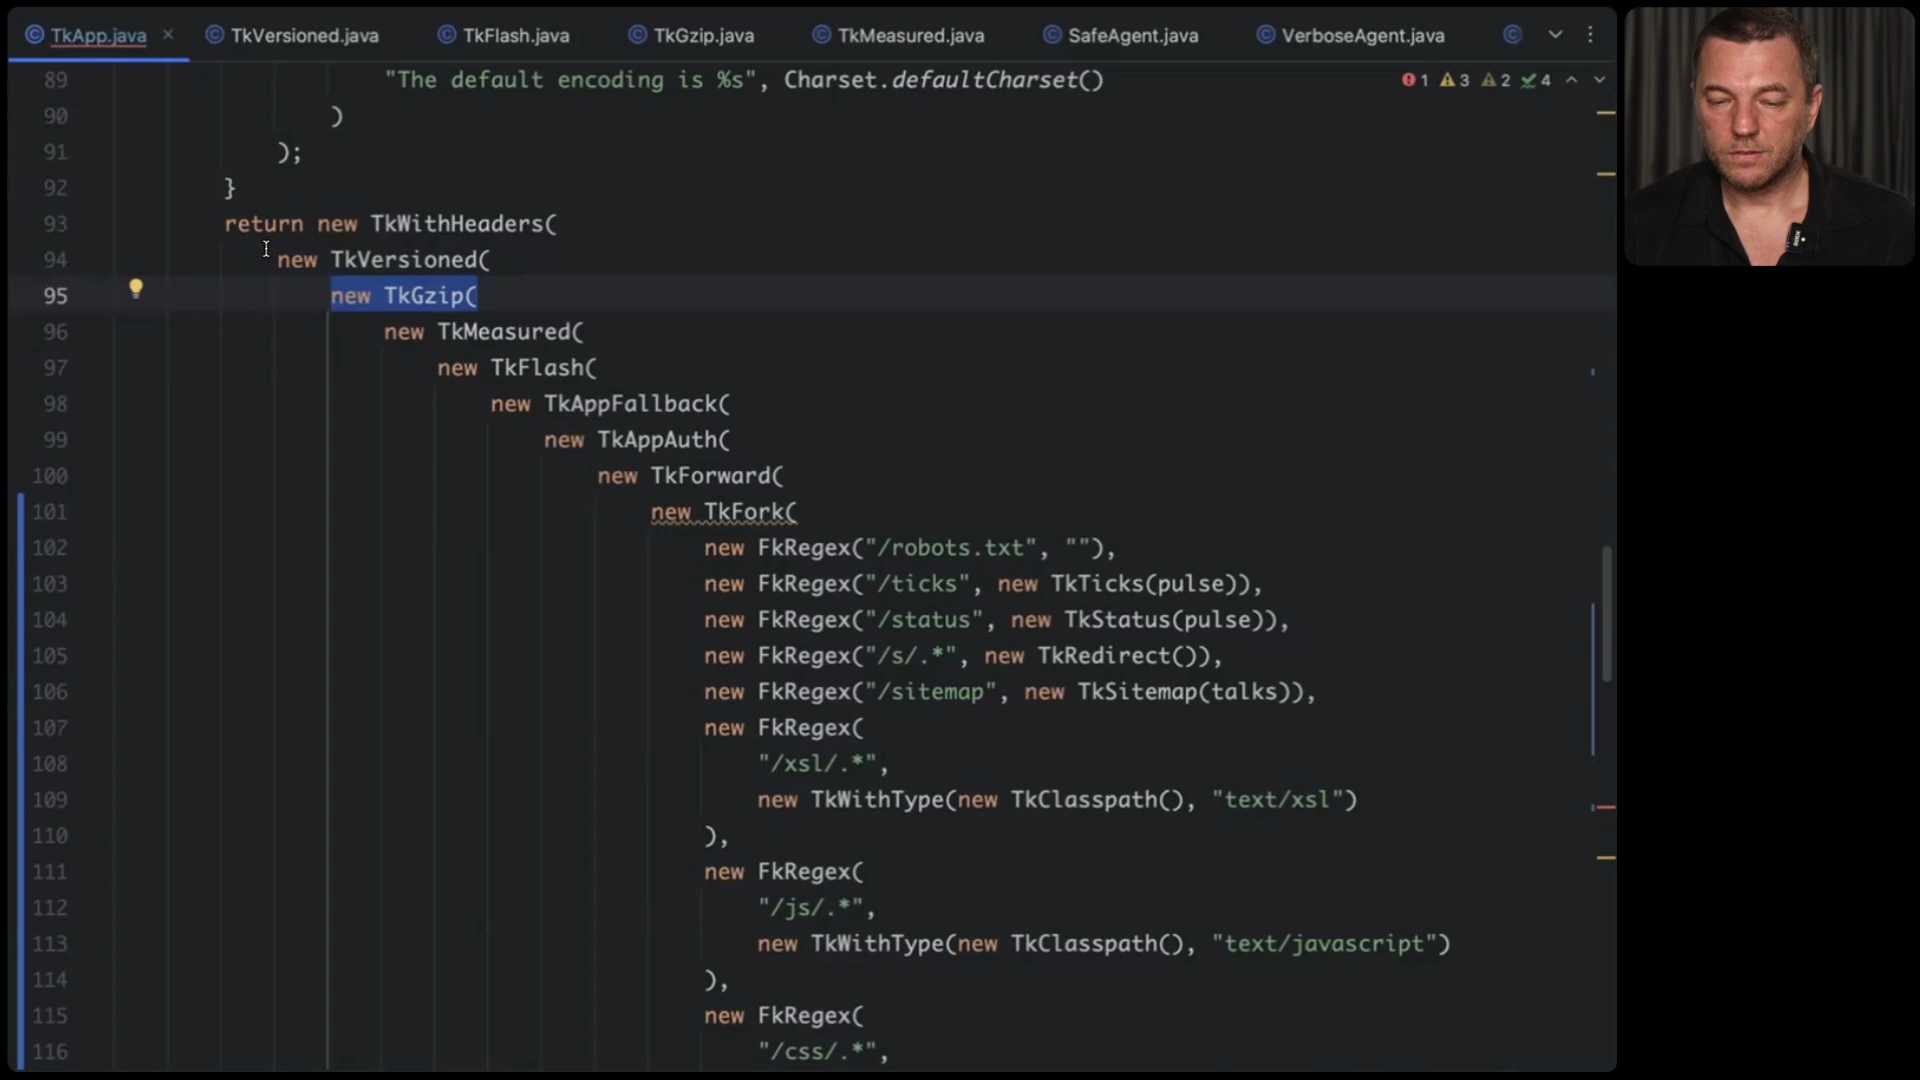 TkApp.java TkVersioned.java TkFlash.java TkGzip.java TkMeasured.java SafeAgent.java VerboseAgent.java
89 "The default encoding is %s", Charset.defaultCharset() 1 3 2 4
90 )
91 );
92 }
93 return new TkWithHeaders(
94 new TkVersioned(
95 new TkGzip(
96 new TkMeasured(
97 new TkFlash(
98 new TkAppFallback(
99 new TkAppAuth(
100 new TkForward(
101 new TkFork(
102 new FkRegex("/robots.txt", ""),
103 new FkRegex("/ticks", new TkTicks(pulse)),
104 new FkRegex("/status", new TkStatus(pulse)),
105 new FkRegex("/s/.*", new TkRedirect()),
106 new FkRegex("/sitemap", new TkSitemap(talks)),
107 new FkRegex(
108 "/xsl/.*",
109 new TkWithType(new TkClasspath(), "text/xsl")
110 ),
111 new FkRegex(
112 "/js/.*",
113 new TkWithType(new TkClasspath(), "text/javascript")
114 ),
115 new FkRegex(
116 "/css/.*",